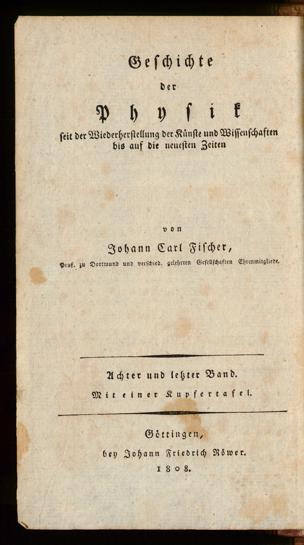 Geschichte
der
Physik
seit der Wiederherstellung der Künste und Wissenschaften
bis auf die neuesten Zeiten
von
Johann Carl Fischer,
Prof. zu Dortmund und verschied. gelehrten Gesellschaften Ehrenmitgliede.
Achter und letzter Band.
Mit einer Kupfertafel.
Göttingen,
bey Johann Friedrich Röwer.
1808.